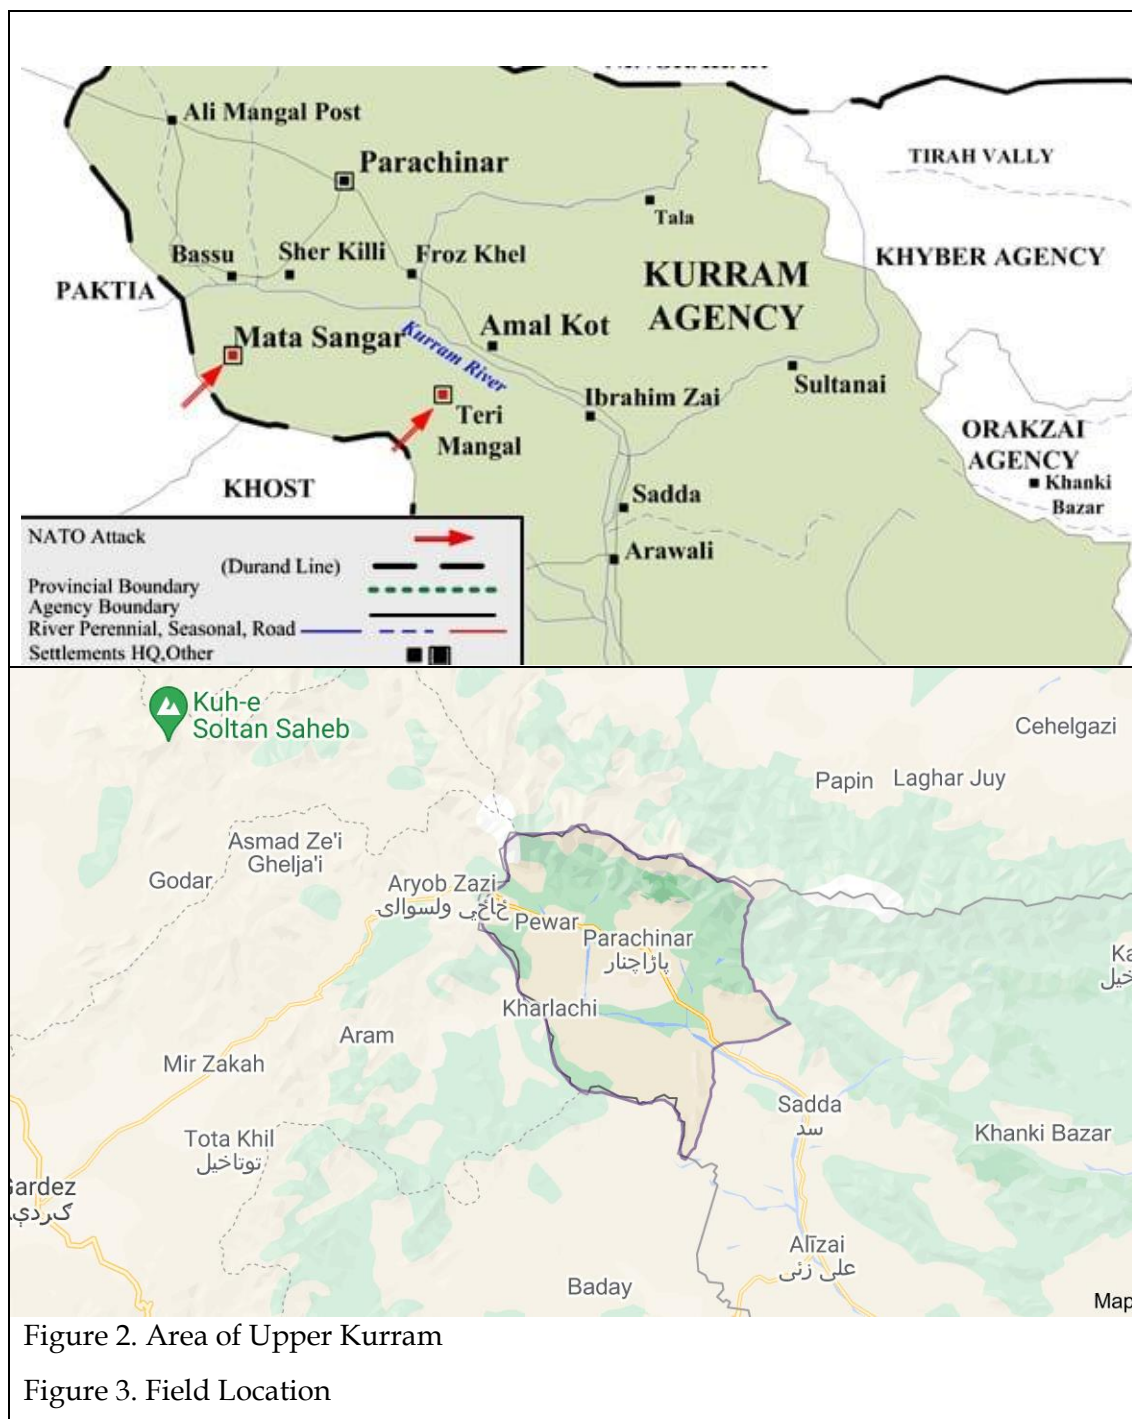 Ali Mangal Post
Parachinar
TIRAH VALLY
Tala
Bassu
Sher Killi
Froz Khel
KHYBER AGENCY
KURRAM
AGENCY
PAKTIA
Mata Sangar
Kurram River
Amal Kot
Sultanai
Ibrahim Zai
Teri
Mangal
ORAKZAI
AGENCY
Khanki
Bazar
KHOST
Sadda
Arawali
NATO Attack
(Durand Line)
Provincial Boundary
Agency Boundary
River Perennial, Seasonal, Road
Settlements HQ,Other
Kuh-e
Soltan Saheb
Cehelgazi
Papin
Laghar Juy
Asmad Ze'i
Ghelja'i
Godar
Aryob Zazi
ځاځي ولسوالۍ
Pewar
Parachinar
پاڑاچنار
Kharlachi
Aram
Mir Zakah
Sadda
سد
Khanki Bazar
Tota Khil
توتاخیل
Alīzai
علی زئی
Baday
Map
Figure 2. Area of Upper Kurram
Figure 3. Field Location